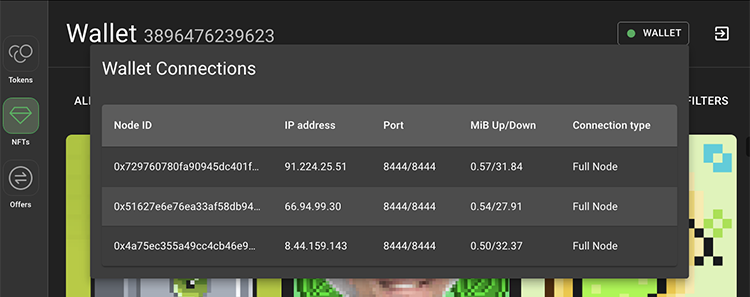 Wallet 3896476239623
WALLET
Wallet Connections
Tokens
NFTs
Offers
AL
FILTERS
Node ID IP address Port MiB Up/Down Connection type
0x729760780fa90945dc401f... 91.224.25.51 8444/8444 0.57/31.84 Full Node
0x51627e6e76ea33af58db94... 66.94.99.30 8444/8444 0.54/27.91 Full Node
0x4a75ec355a49cc4cb46e9... 8.44.159.143 8444/8444 0.50/32.37 Full Node